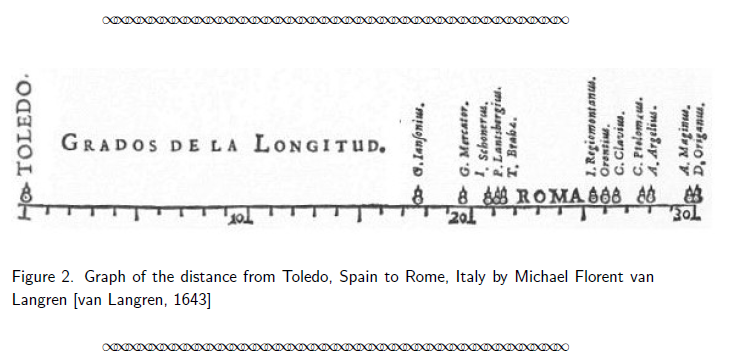 TOLEDO.
GRADOS DE LA LONGITUD.
G. Iansonius.
G. Mercator.
I. Schonerus.
P. Lantsbergius.
T. Brahe.
ROMA
I. Regiomontanus.
Orontius.
C. Clavius.
C. Ptolomæus.
A. Argelius.
A. Maginus.
D. Origanus.
1 10 20 30
Figure 2. Graph of the distance from Toledo, Spain to Rome, Italy by Michael Florent van
Langren [van Langren, 1643]